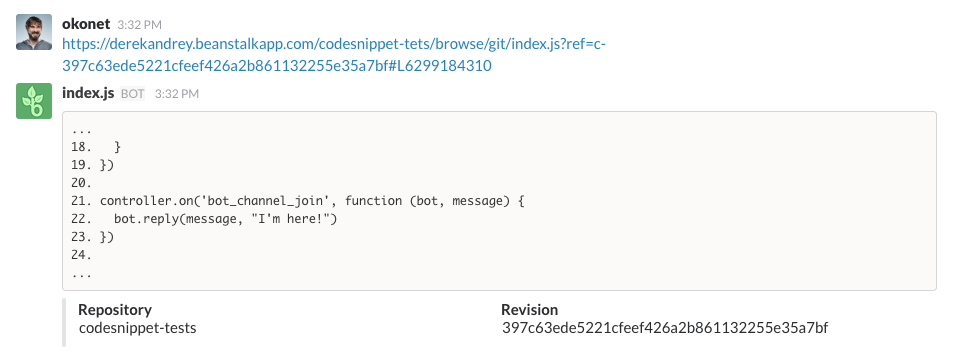 okonet 3:32 PM
https://derekandrey.beanstalkapp.com/codesnippet-tets/browse/git/index.js?ref=c-
397c63ede5221cfeef426a2b861132255e35a7bf#L6299184310
index.js BOT 3:32 PM
...
18.   }
19. })
20.
21. controller.on('bot_channel_join', function (bot, message) {
22.   bot.reply(message, "I'm here!")
23. })
24.
...
Repository Revision
codesnippet-tests 397c63ede5221cfeef426a2b861132255e35a7bf